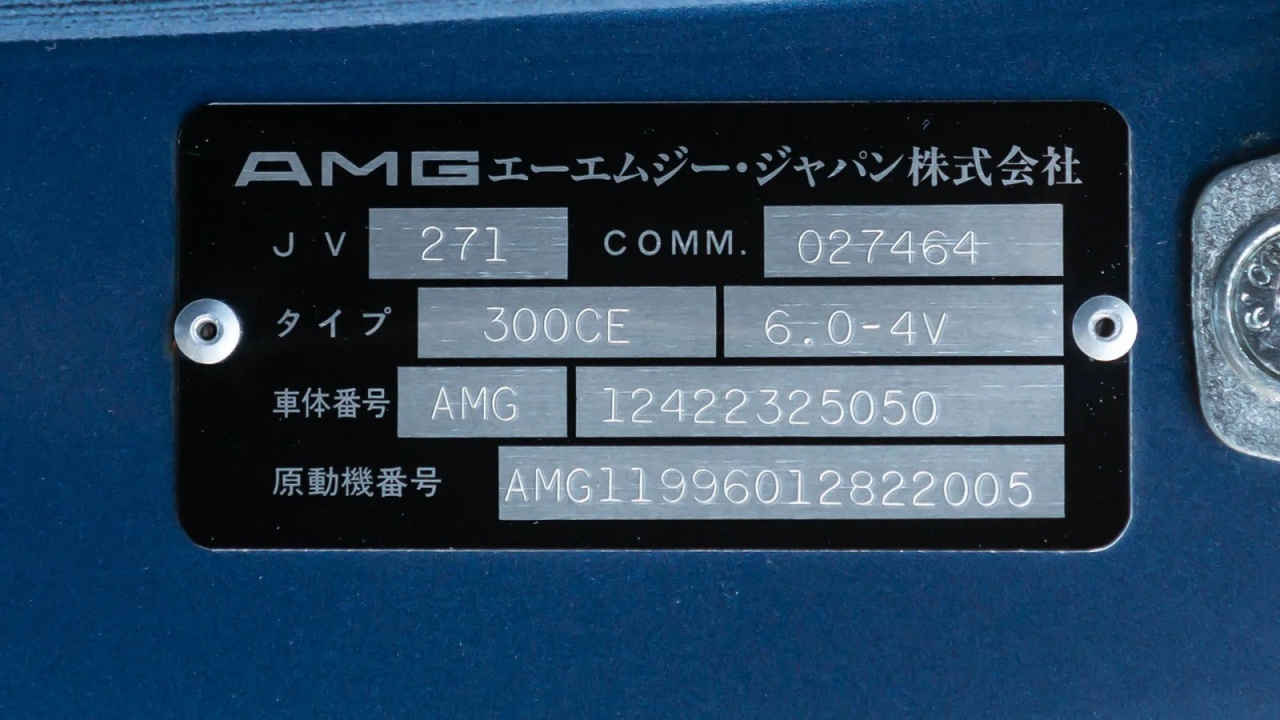 AMG エーエムジー・ジャパン株式会社
JV 271 COMM. 027464
タイプ 300CE 6.0-4V
車体番号 AMG 12422325050
原動機番号 AMG11996012822005